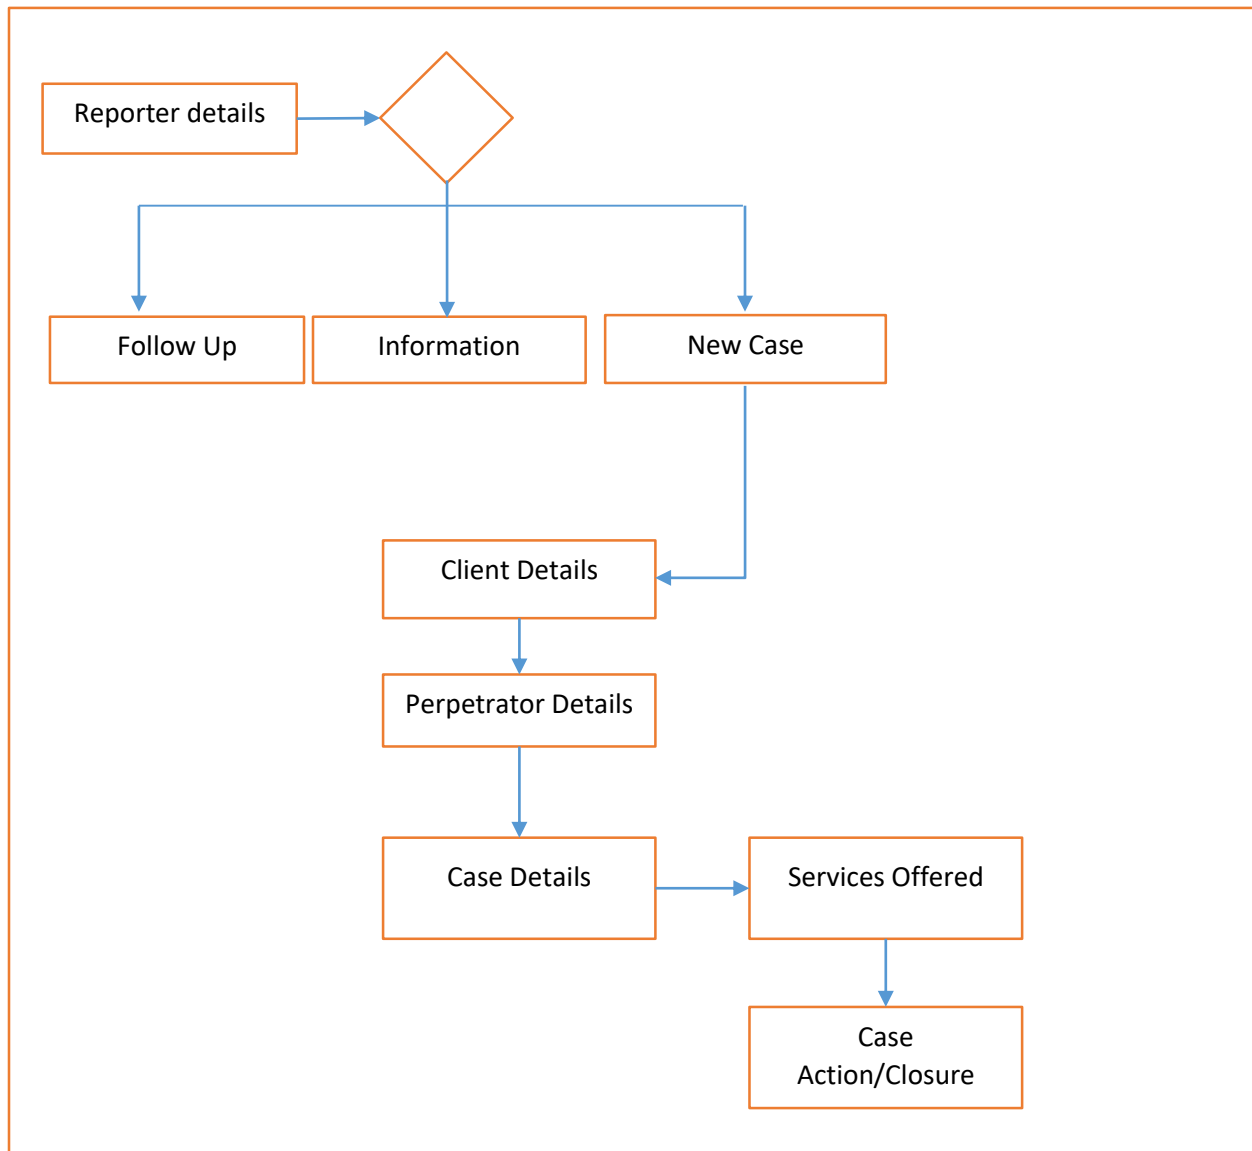 Reporter details
Follow Up
Information
New Case
Client Details
Perpetrator Details
Case Details
Services Offered
Case
Action/Closure